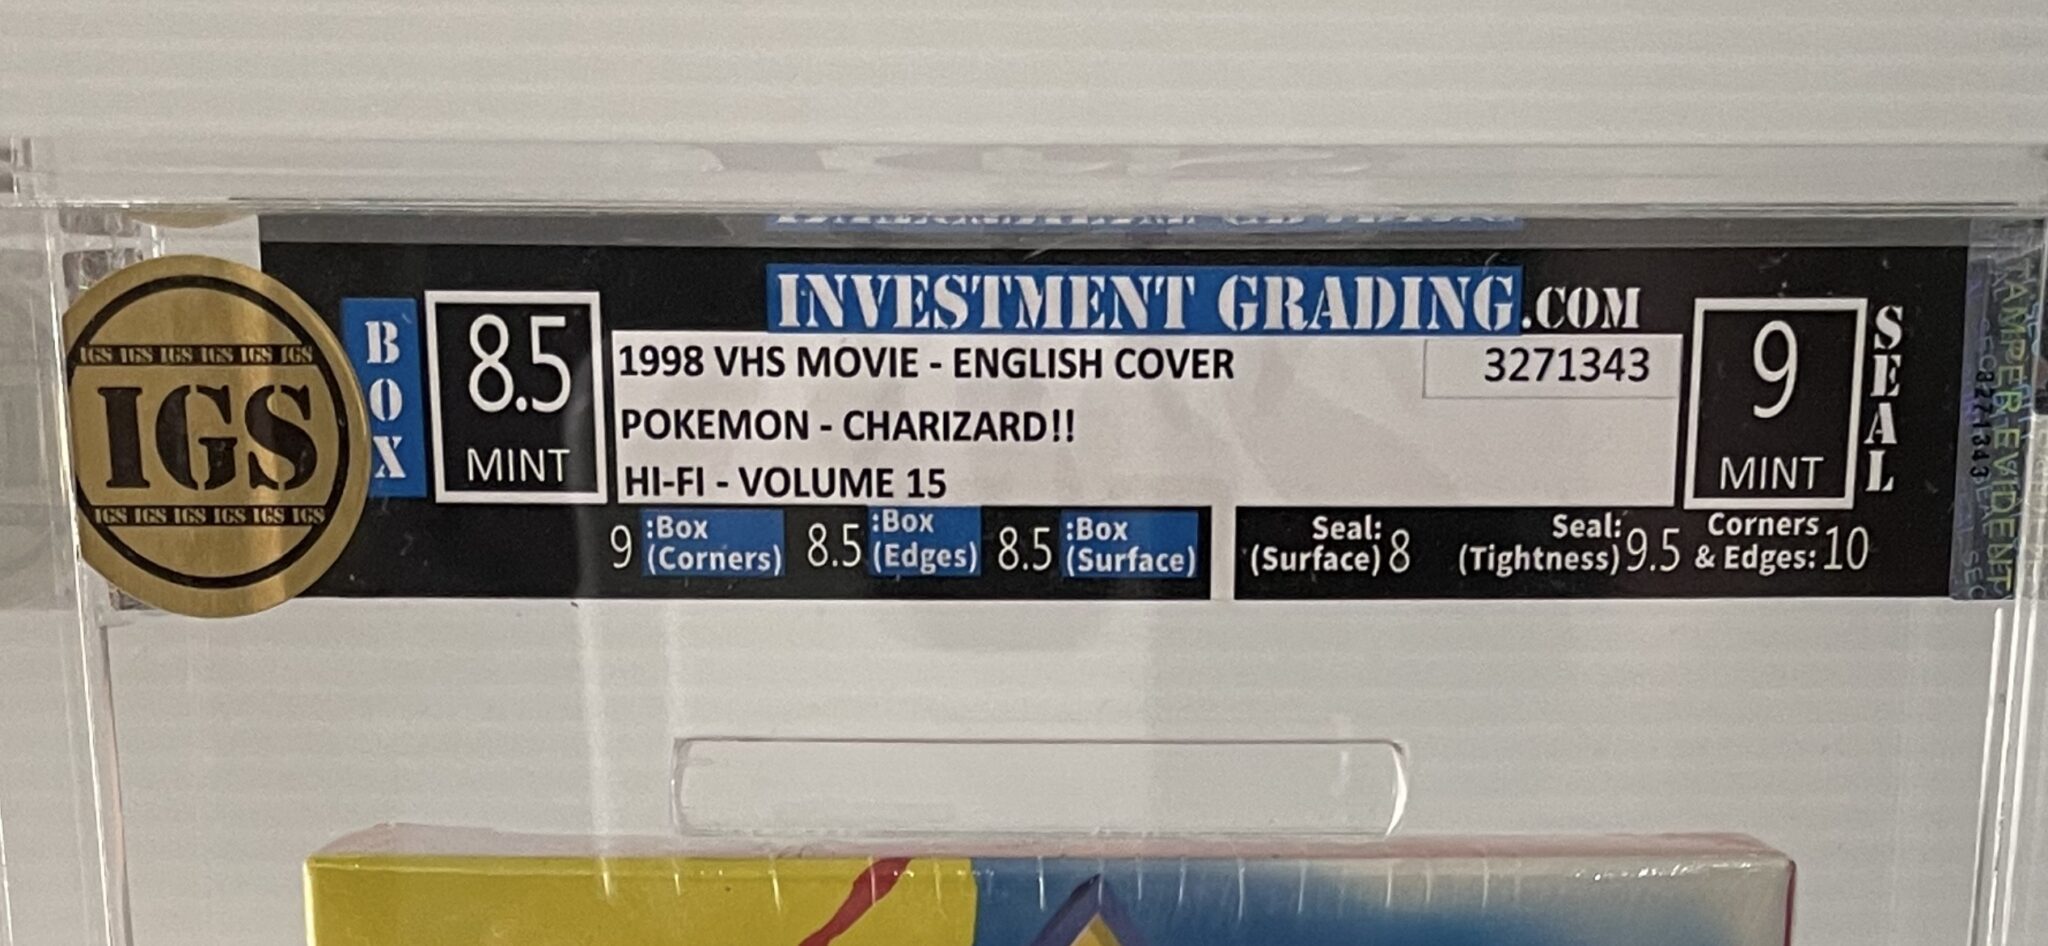 INVESTMENT GRADING.COM
IGS IGS IGS IGS IGS IGS
IGS
IGS IGS IGS IGS IGS IGS
BOX
8.5
MINT
1998 VHS MOVIE - ENGLISH COVER
3271343
POKEMON - CHARIZARD!!
HI-FI - VOLUME 15
9
MINT
SEAL
9 :Box
(Corners)
8.5 :Box
(Edges)
8.5 :Box
(Surface)
Seal:
(Surface) 8
Seal:
(Tightness) 9.5
Corners
& Edges: 10
TAMPER EVIDENT